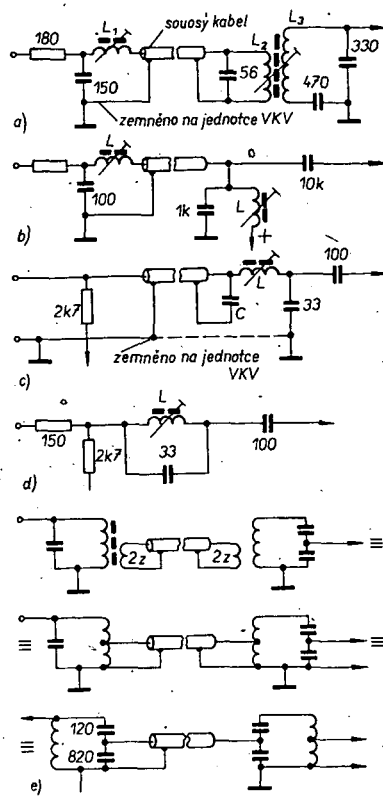 180 L₁ souosý kabel L₂ L₃
150 56 470 330
zemněno na jednotce VKV
a)
100 1k L + 10k
b)
2k7 C L 33 100
zemněno na jednotce VKV
c)
150 2k7 L 33 100
d)
2z 2z ≡
≡ ≡
≡ 120 820
e)